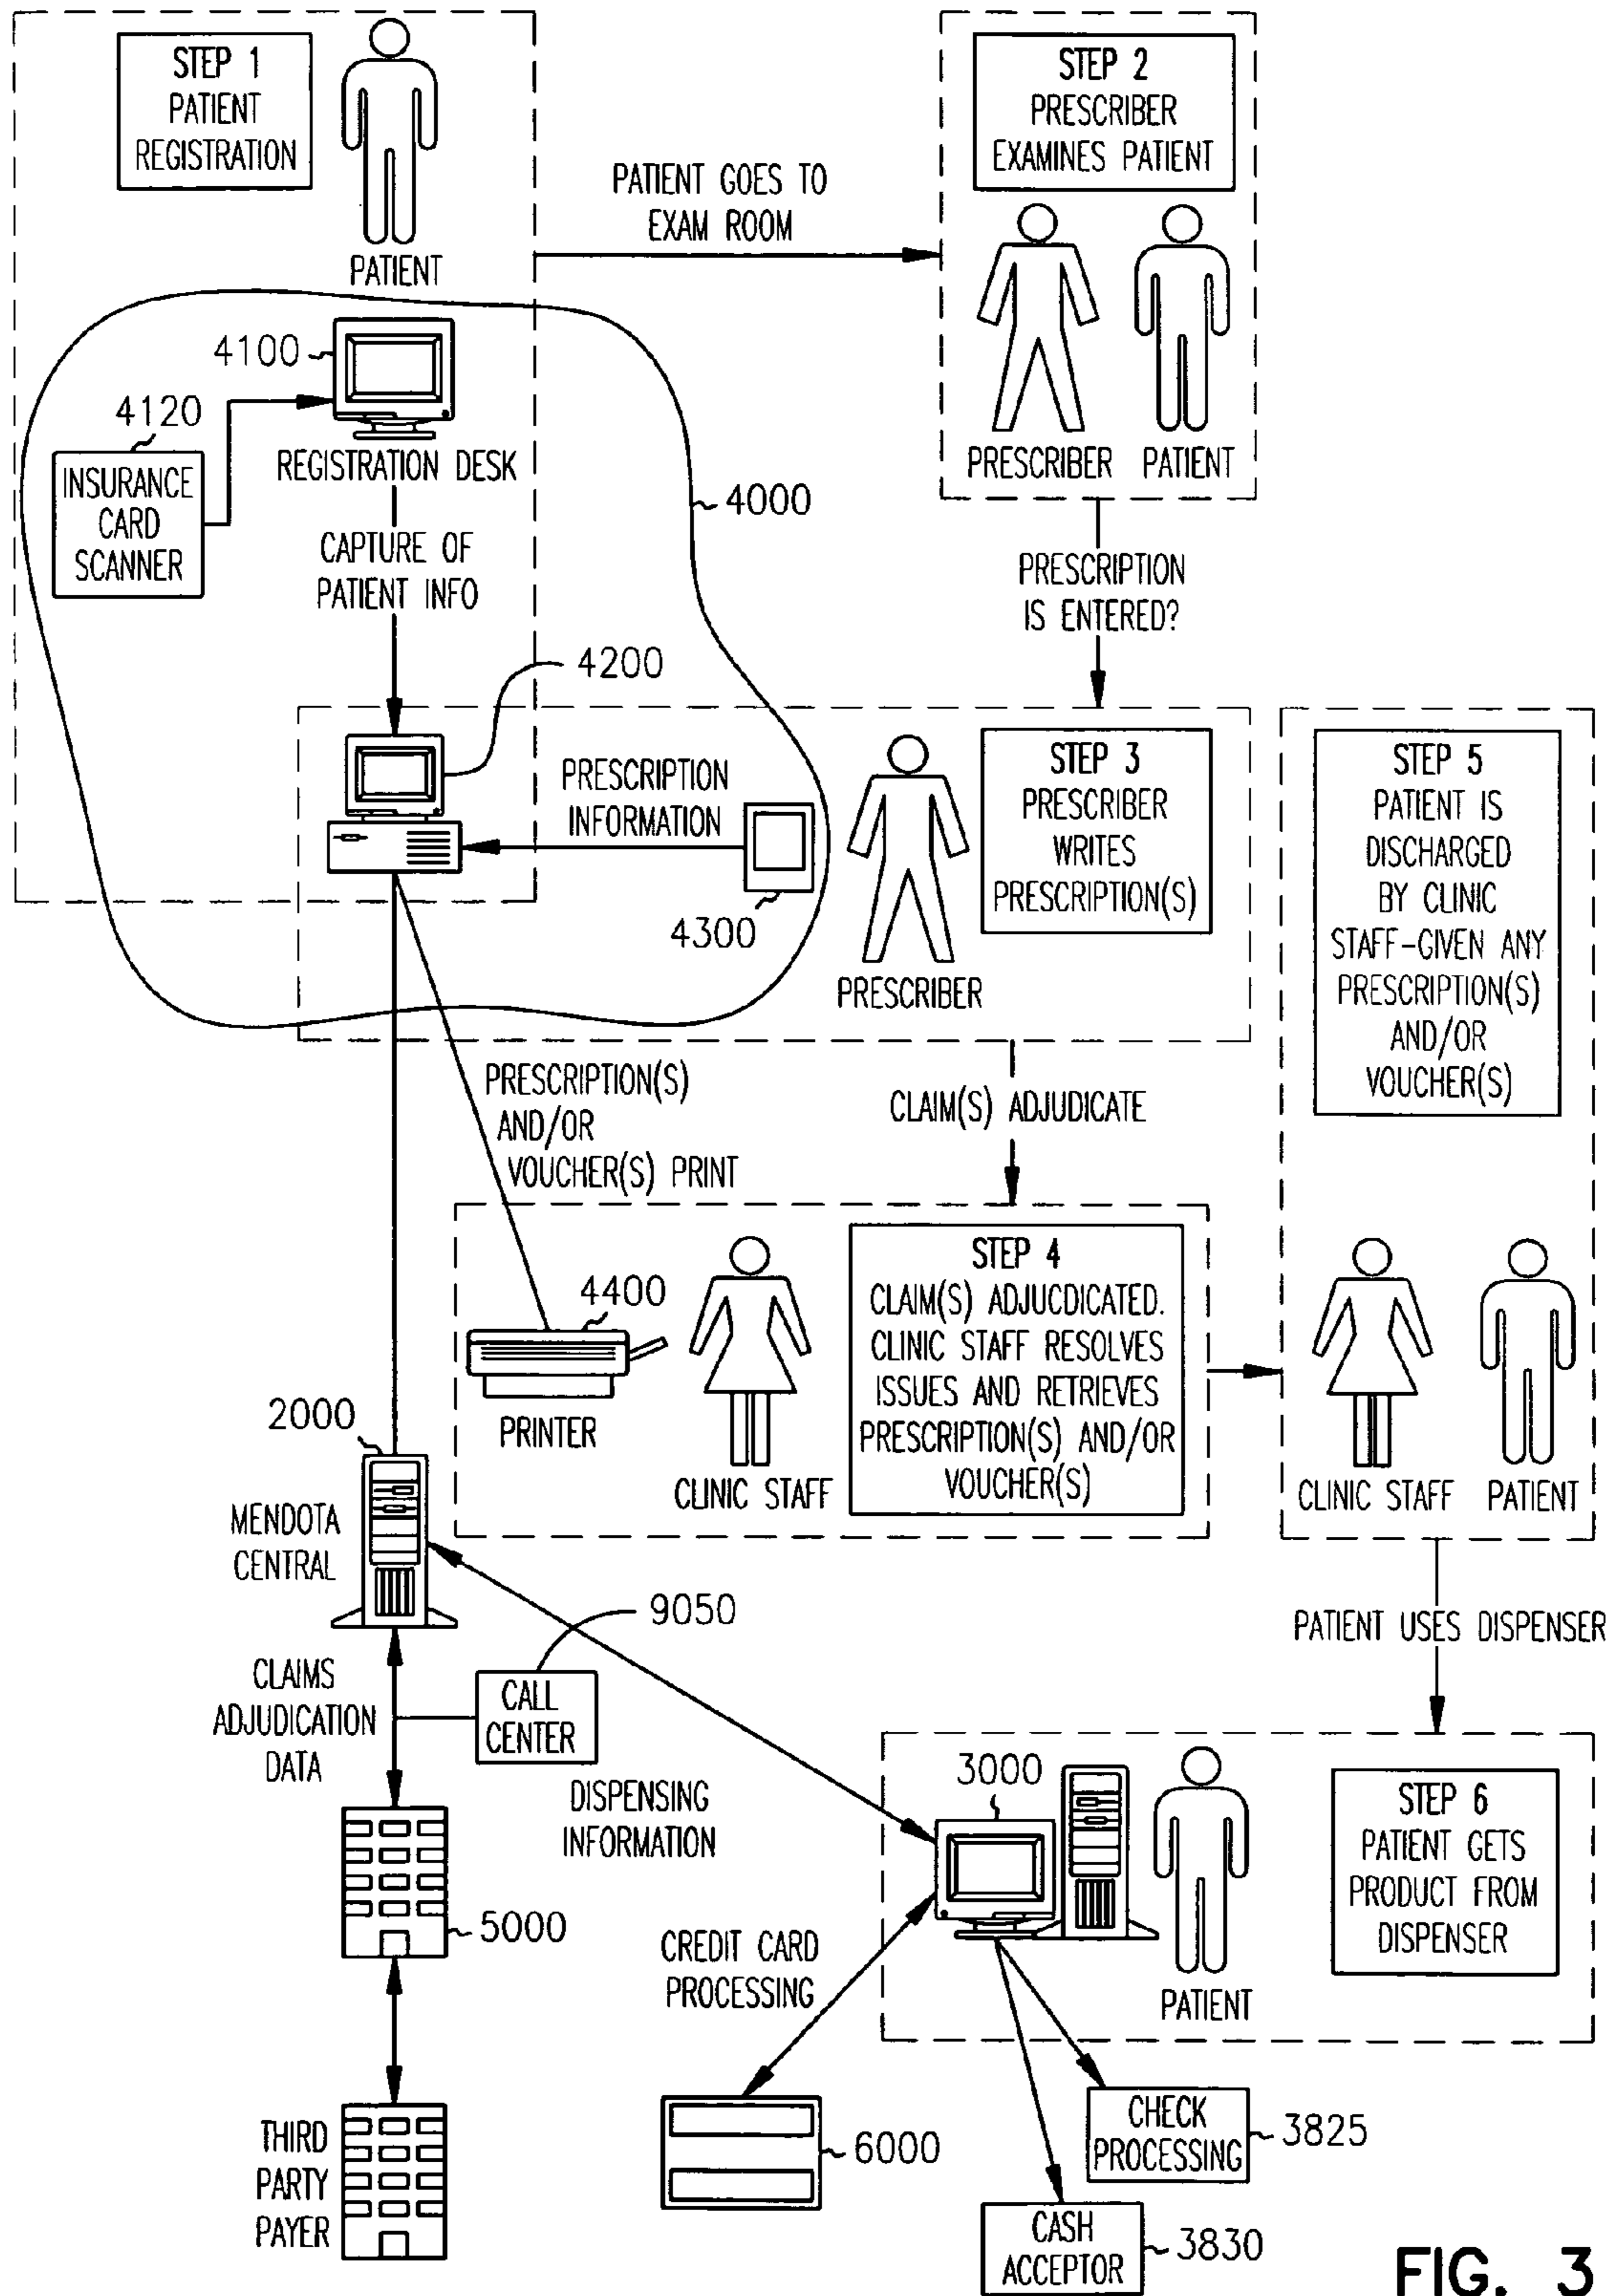 STEP 1
PATIENT
REGISTRATION
PATIENT
PATIENT GOES TO
EXAM ROOM
STEP 2
PRESCRIBER
EXAMINES PATIENT
PRESCRIBER
PATIENT
4100
4120
INSURANCE
CARD
SCANNER
REGISTRATION DESK
4000
CAPTURE OF
PATIENT INFO
PRESCRIPTION
IS ENTERED?
4200
PRESCRIPTION
INFORMATION
4300
PRESCRIBER
STEP 3
PRESCRIBER
WRITES
PRESCRIPTION(S)
STEP 5
PATIENT IS
DISCHARGED
BY CLINIC
STAFF-GIVEN ANY
PRESCRIPTION(S)
AND/OR
VOUCHER(S)
PRESCRIPTION(S)
AND/OR
VOUCHER(S) PRINT
CLAIM(S) ADJUDICATE
4400
PRINTER
CLINIC STAFF
STEP 4
CLAIM(S) ADJUCDICATED.
CLINIC STAFF RESOLVES
ISSUES AND RETRIEVES
PRESCRIPTION(S) AND/OR
VOUCHER(S)
CLINIC STAFF
PATIENT
2000
MENDOTA
CENTRAL
9050
CALL
CENTER
CLAIMS
ADJUDICATION
DATA
PATIENT USES DISPENSER
DISPENSING
INFORMATION
3000
PATIENT
STEP 6
PATIENT GETS
PRODUCT FROM
DISPENSER
5000
CREDIT CARD
PROCESSING
THIRD
PARTY
PAYER
6000
CHECK
PROCESSING
3825
CASH
ACCEPTOR
3830
FIG. 3